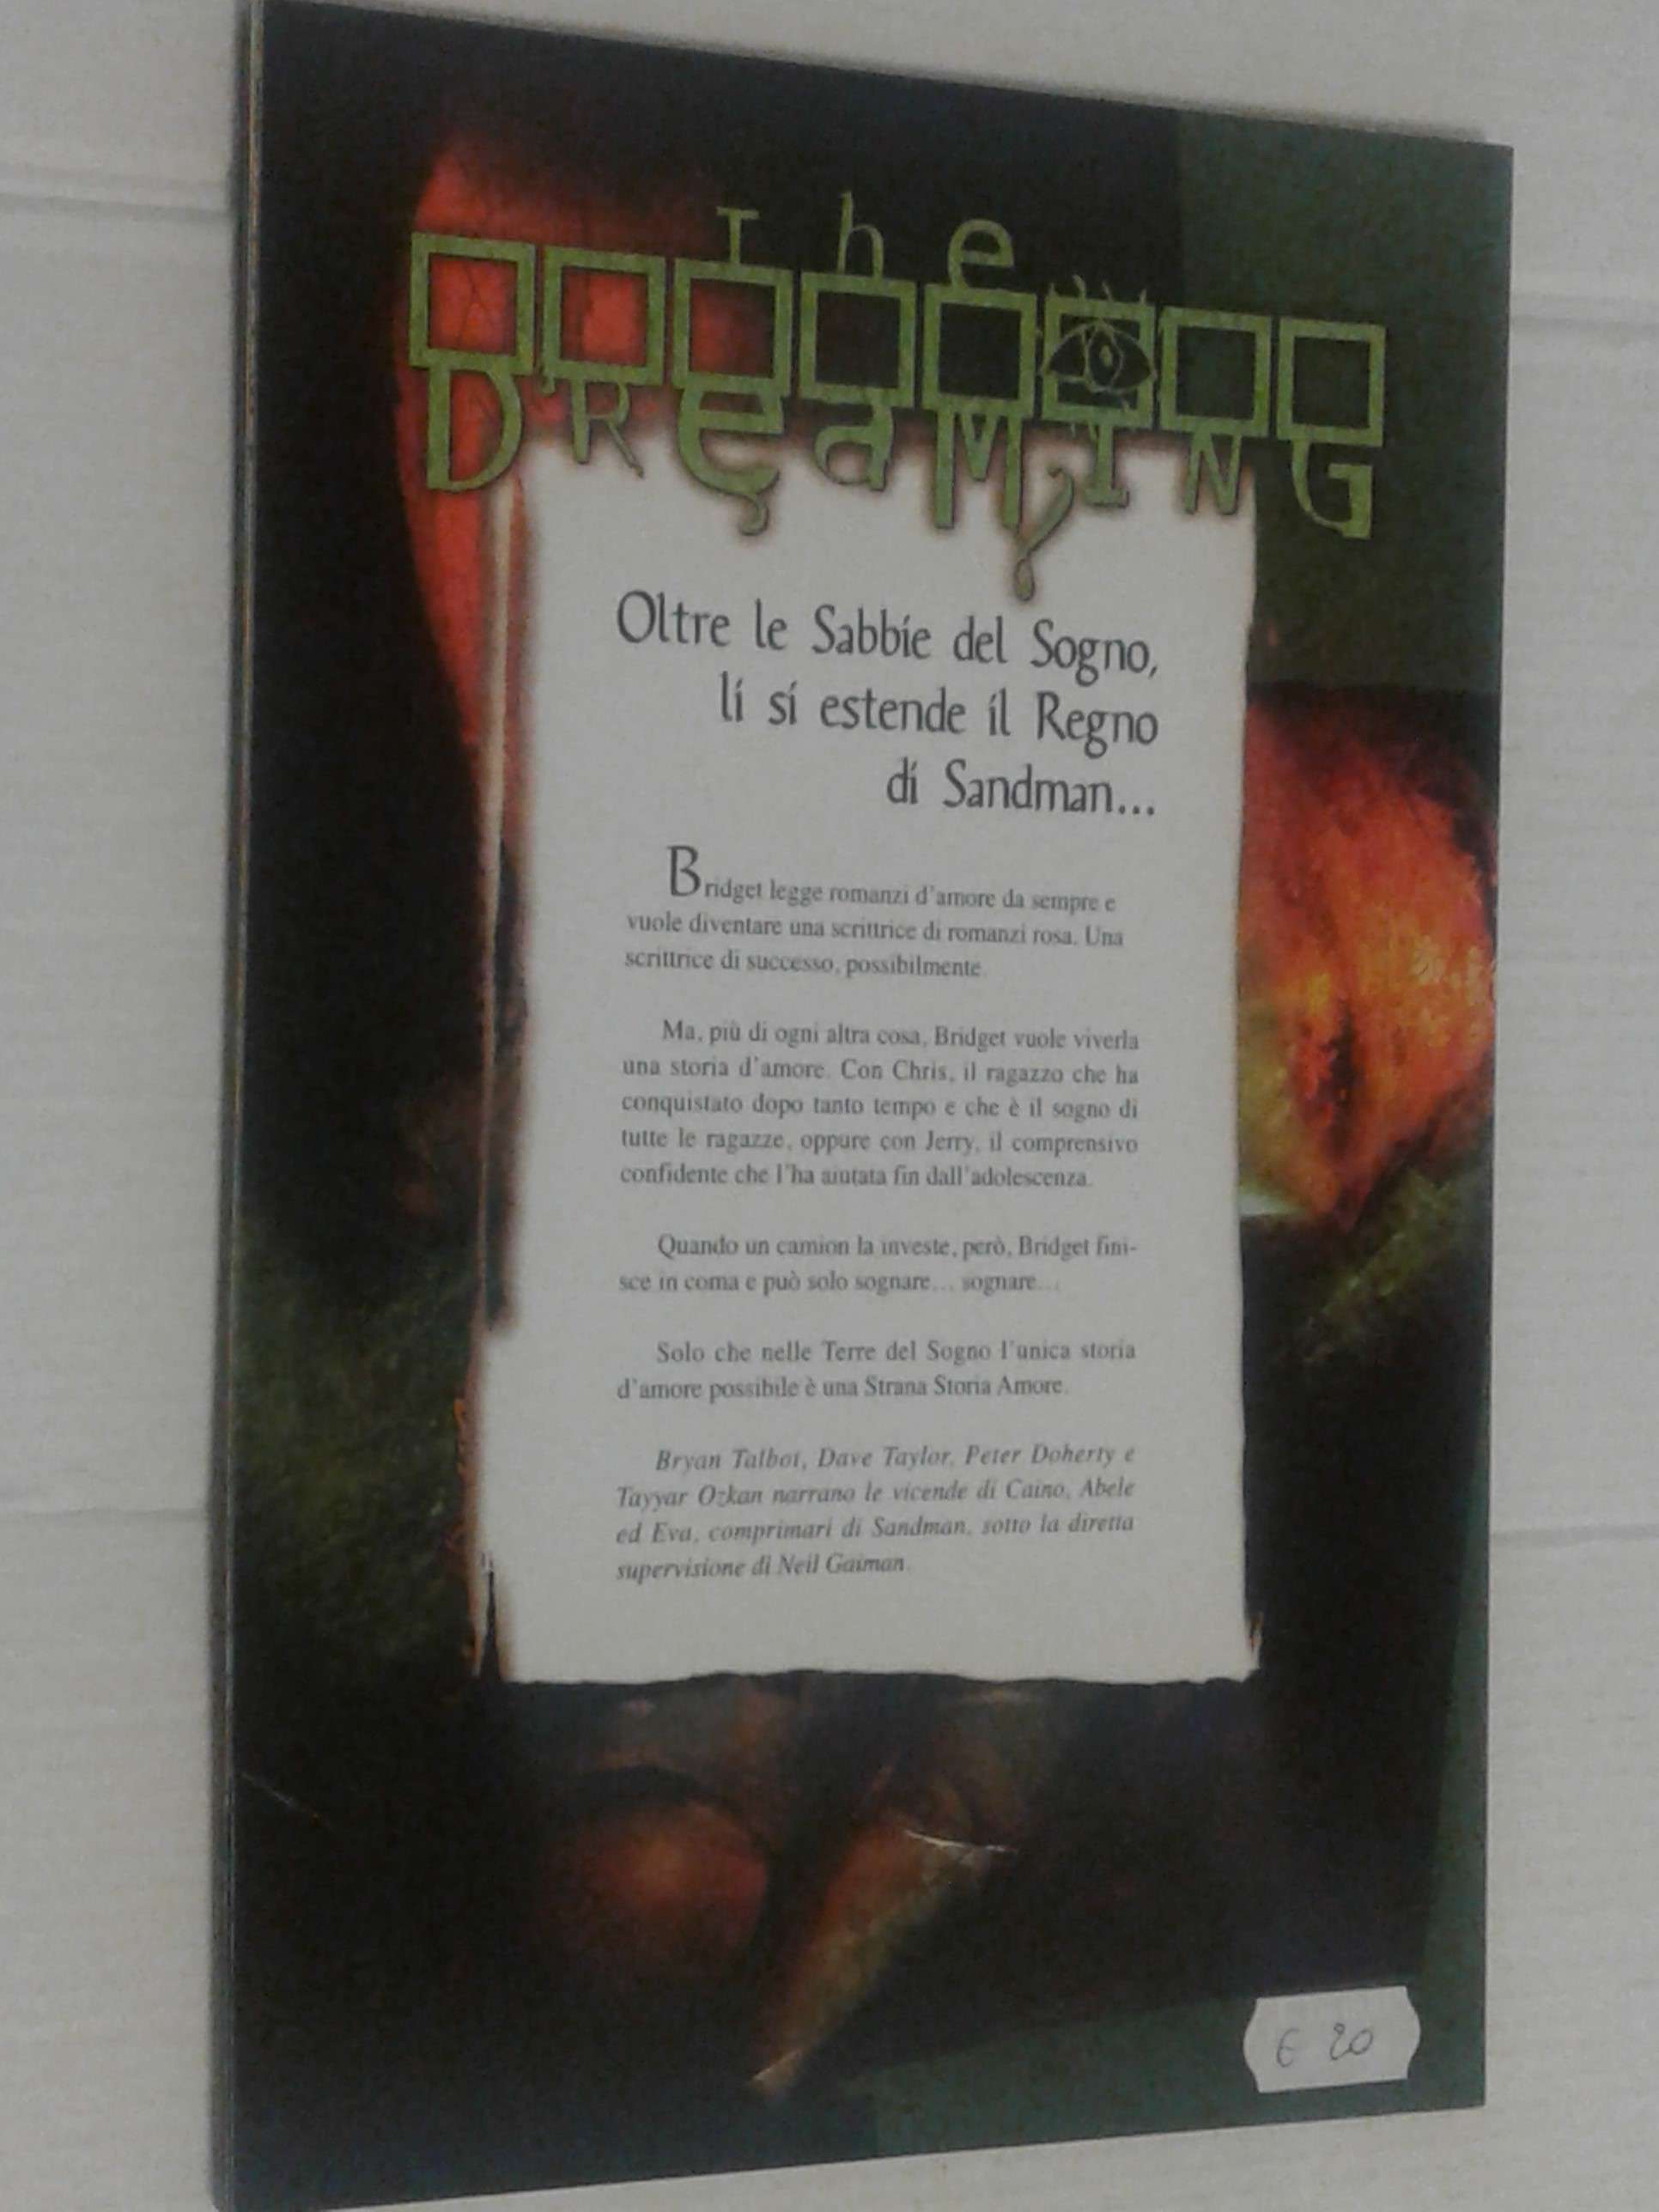 The
DReaMING
Oltre le Sabbie del Sogno,
lì si estende il Regno
di Sandman...
Bridget legge romanzi d'amore da sempre e
vuole diventare una scrittrice di romanzi rosa. Una
scrittrice di successo, possibilmente.
Ma, più di ogni altra cosa, Bridget vuole viverla
una storia d'amore. Con Chris, il ragazzo che ha
conquistato dopo tanto tempo e che è il sogno di
tutte le ragazze, oppure con Jerry, il comprensivo
confidente che l'ha aiutata fin dall'adolescenza.
Quando un camion la investe, però, Bridget fini-
sce in coma e può solo sognare... sognare...
Solo che nelle Terre del Sogno l'unica storia
d'amore possibile è una Strana Storia Amore.
Bryan Talbot, Dave Taylor, Peter Doherty e
Tayyar Ozkan narrano le vicende di Caino, Abele
ed Eva, comprimari di Sandman, sotto la diretta
supervisione di Neil Gaiman.
€ 20